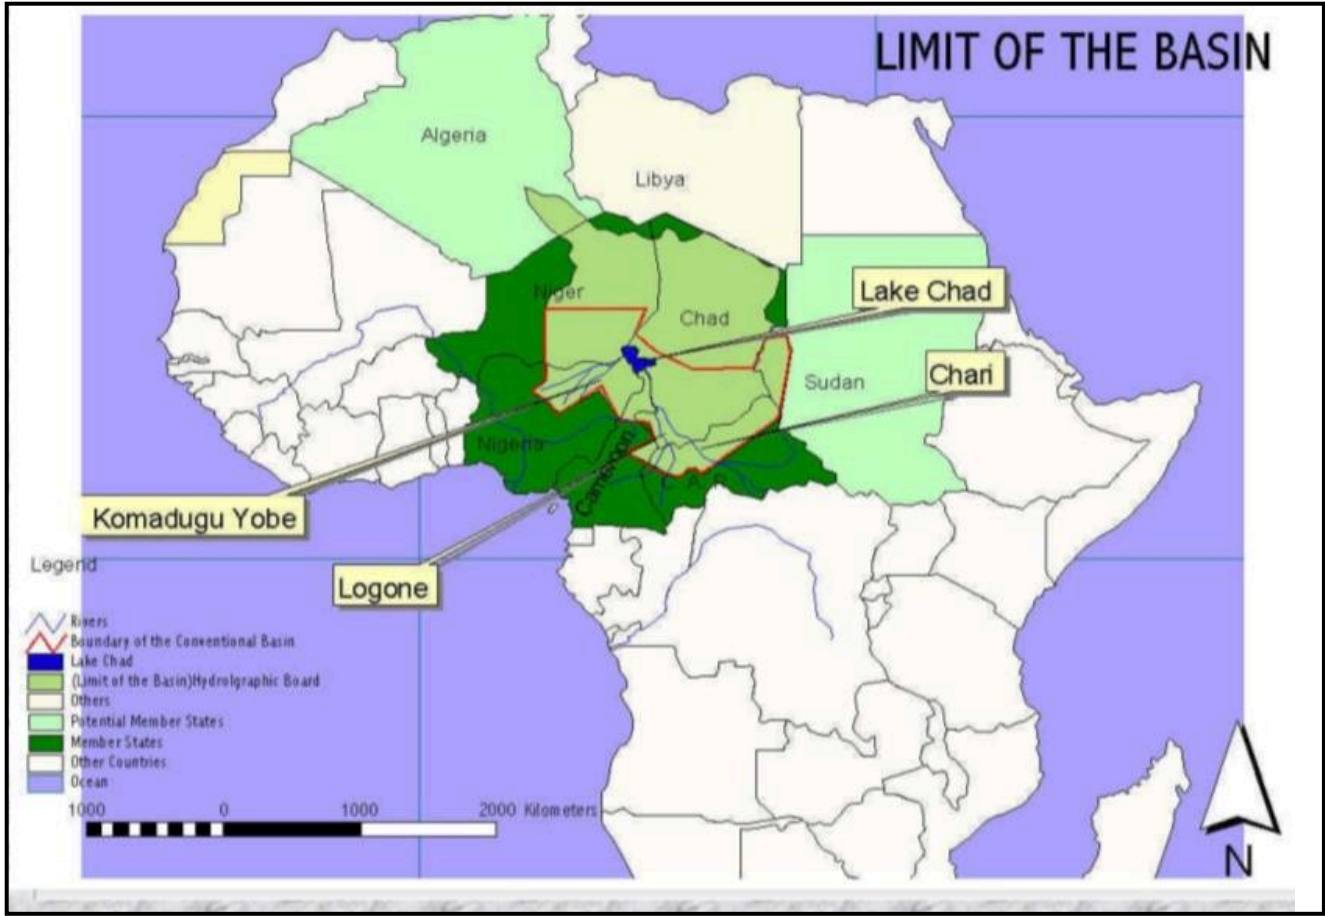 LIMIT OF THE BASIN
Algeria
Libya
Lake Chad
Niger
Chad
Chari
Sudan
Nigeria
Cameroon
C A R
Komadugu Yobe
Logone
Legend
Rivers
Boundary of the Conventional Basin
Lake Chad
(Limit of the Basin)Hydrolgraphic Board
Others
Potential Member States
Member States
Other Countries
Ocean
1000 0 1000 2000 Kilometers
N